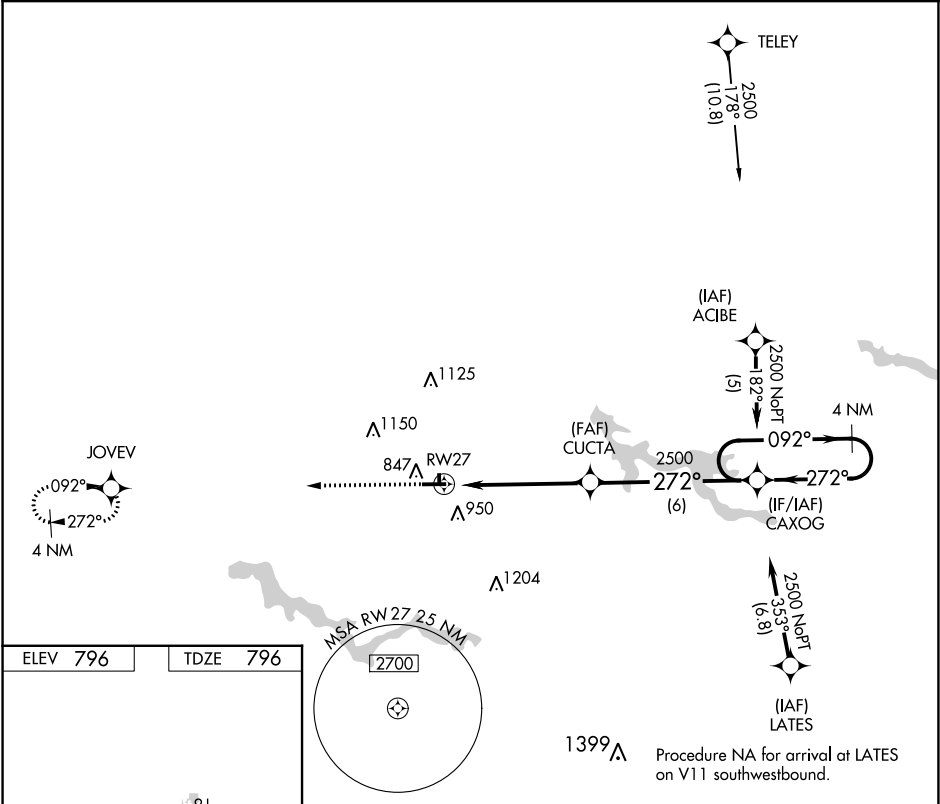 TELEY
2500
178°
(10.8)
(IAF)
ACIBE
2500 NoPT
182°
(5)
4 NM
092°
272°
(IF/IAF)
CAXOG
1125
1150
847
RW27
950
(FAF)
CUCTA
2500
272°
(6)
JOVEV
092°
272°
4 NM
1204
MSA RW27 25 NM
2700
2500 NoPT
353°
(6.8)
(IAF)
LATES
ELEV 796
TDZE 796
1399
Procedure NA for arrival at LATES
on V11 southwestbound.